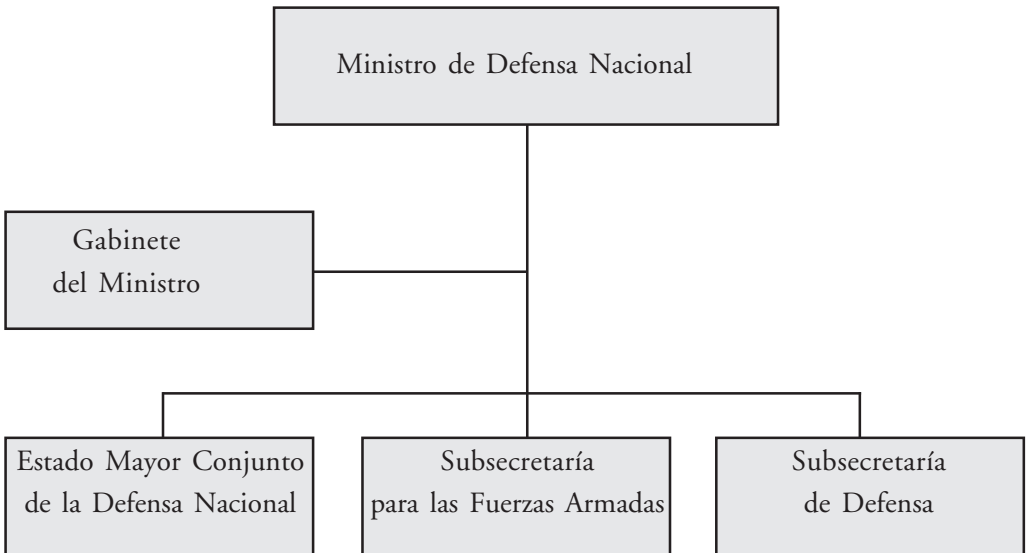 Ministro de Defensa Nacional
Gabinete
del Ministro
Estado Mayor Conjunto
de la Defensa Nacional
Subsecretaría
para las Fuerzas Armadas
Subsecretaría
de Defensa